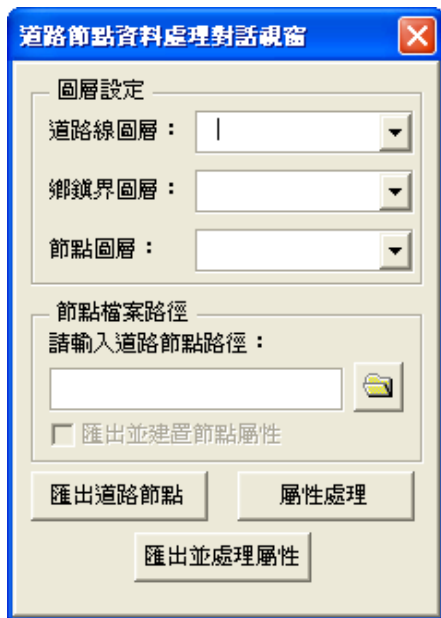 道路節點資料處理對話視窗
圖層設定
道路線圖層：
鄉鎮界圖層：
節點圖層：
節點檔案路徑
請輸入道路節點路徑：
匯出並建置節點屬性
匯出道路節點
屬性處理
匯出並處理屬性